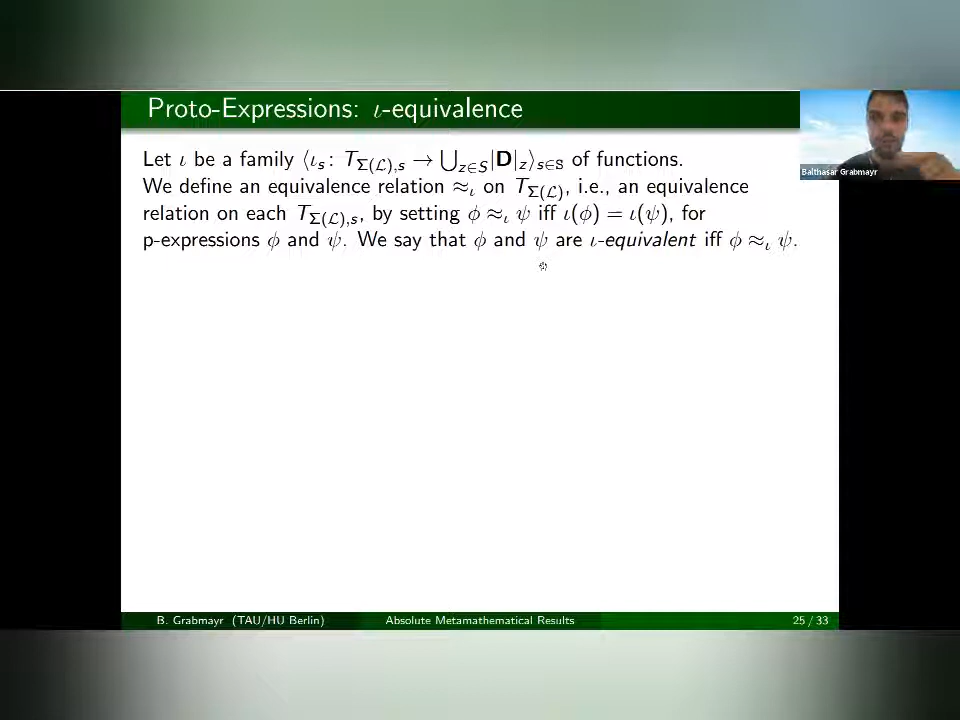 Proto-Expressions: ι-equivalence
Let ι be a family ⟨ι_s : T_{Σ(ℒ),s} → ⋃_{z∈S} |𝐃|_z⟩_{s∈S} of functions.
We define an equivalence relation ≈_ι on T_{Σ(ℒ)}, i.e., an equivalence
relation on each T_{Σ(ℒ),s}, by setting ϕ ≈_ι ψ iff ι(ϕ) = ι(ψ), for
p-expressions ϕ and ψ. We say that ϕ and ψ are ι-equivalent iff ϕ ≈_ι ψ.
Balthasar Grabmayr
B. Grabmayr (TAU/HU Berlin) Absolute Metamathematical Results 25 / 33